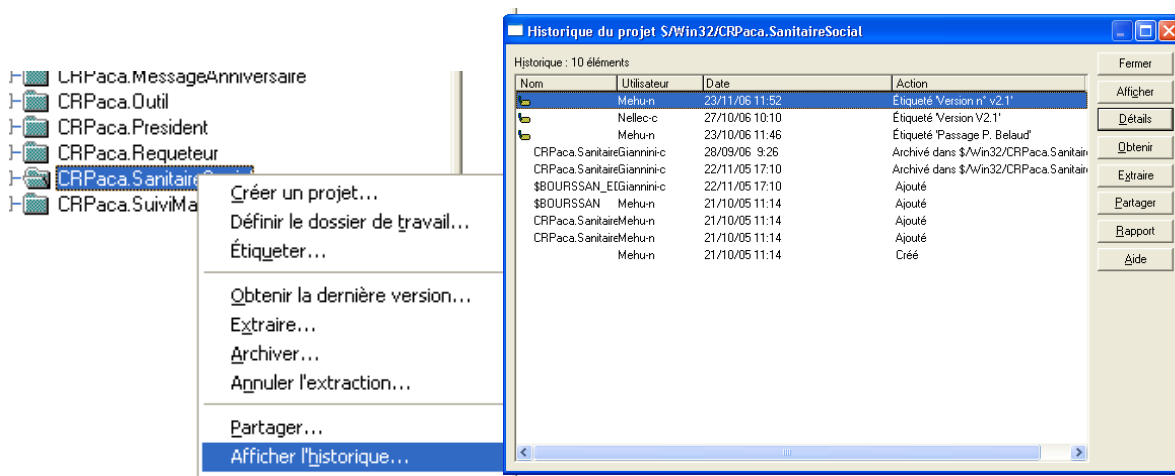 CRPaca.MessageAnniversaire
CRPaca.Outil
CRPaca.President
CRPaca.Requeteur
CRPaca.SanitaireSocial
CRPaca.SuiviMa
Créer un projet...
Définir le dossier de travail...
Étiqueter...
Obtenir la dernière version...
Extraire...
Archiver...
Annuler l'extraction...
Partager...
Afficher l'historique...
Historique du projet $/Win32/CRPaca.SanitaireSocial
Historique : 10 éléments
Nom Utilisateur Date Action
Mehu-n 23/11/06 11:52 Étiqueté 'Version n° v2.1'
Nellec-c 27/10/06 10:10 Étiqueté 'Version V2.1'
Mehu-n 23/10/06 11:46 Étiqueté 'Passage P. Belaud'
CRPaca.Sanitaire Giannini-c 28/09/06 9:26 Archivé dans $/Win32/CRPaca.Sanitair
CRPaca.Sanitaire Giannini-c 22/11/05 17:10 Archivé dans $/Win32/CRPaca.Sanitair
$BOURSSAN_E Giannini-c 22/11/05 17:10 Ajouté
$BOURSSAN Mehu-n 21/10/05 11:14 Ajouté
CRPaca.Sanitaire Mehu-n 21/10/05 11:14 Ajouté
CRPaca.Sanitaire Mehu-n 21/10/05 11:14 Ajouté
Mehu-n 21/10/05 11:14 Créé
Fermer
Afficher
Détails
Obtenir
Extraire
Partager
Rapport
Aide